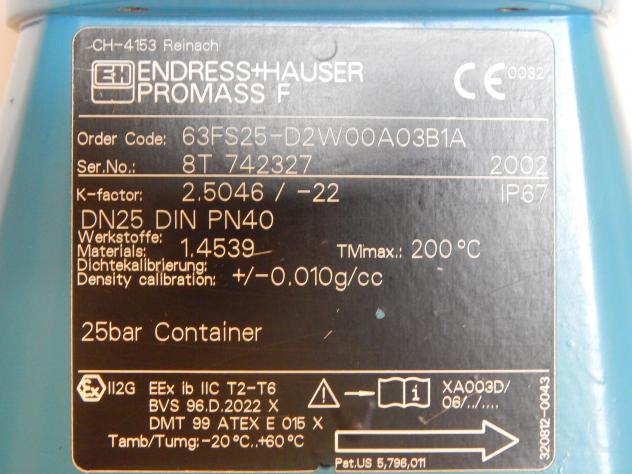 CH-4153 Reinach
EH ENDRESS+HAUSER
PROMASS F
CE 0032
Order Code: 63FS25-D2W00A03B1A
Ser.No.: 8T 742327 2002
K-factor: 2.5046 / -22 IP67
DN25 DIN PN40
Werkstoffe:
Materials: 1.4539 TMmax.: 200°C
Dichtekalibrierung:
Density calibration: +/-0.010g/cc
25bar Container
Ex II2G EEx ib IIC T2-T6 XA003D/
BVS 96.D.2022 X 06/../....
DMT 99 ATEX E 015 X
Tamb/Tumg: -20°C..+60°C
Pat.US 5,796,011
320812-0043